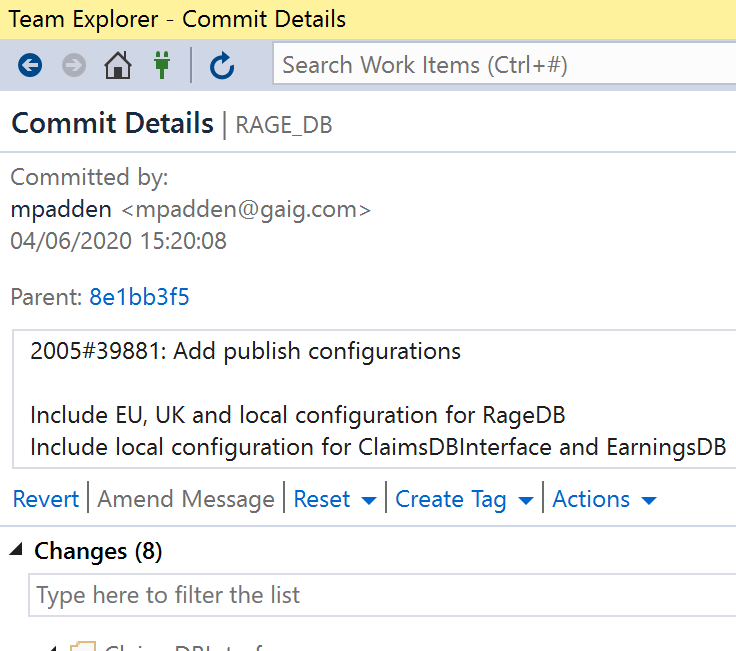 Team Explorer - Commit Details
Search Work Items (Ctrl+#)
Commit Details | RAGE_DB
Committed by:
mpadden <mpadden@gaig.com>
04/06/2020 15:20:08
Parent: 8e1bb3f5
2005#39881: Add publish configurations
Include EU, UK and local configuration for RageDB
Include local configuration for ClaimsDBInterface and EarningsDB
Revert | Amend Message | Reset | Create Tag | Actions
Changes (8)
Type here to filter the list